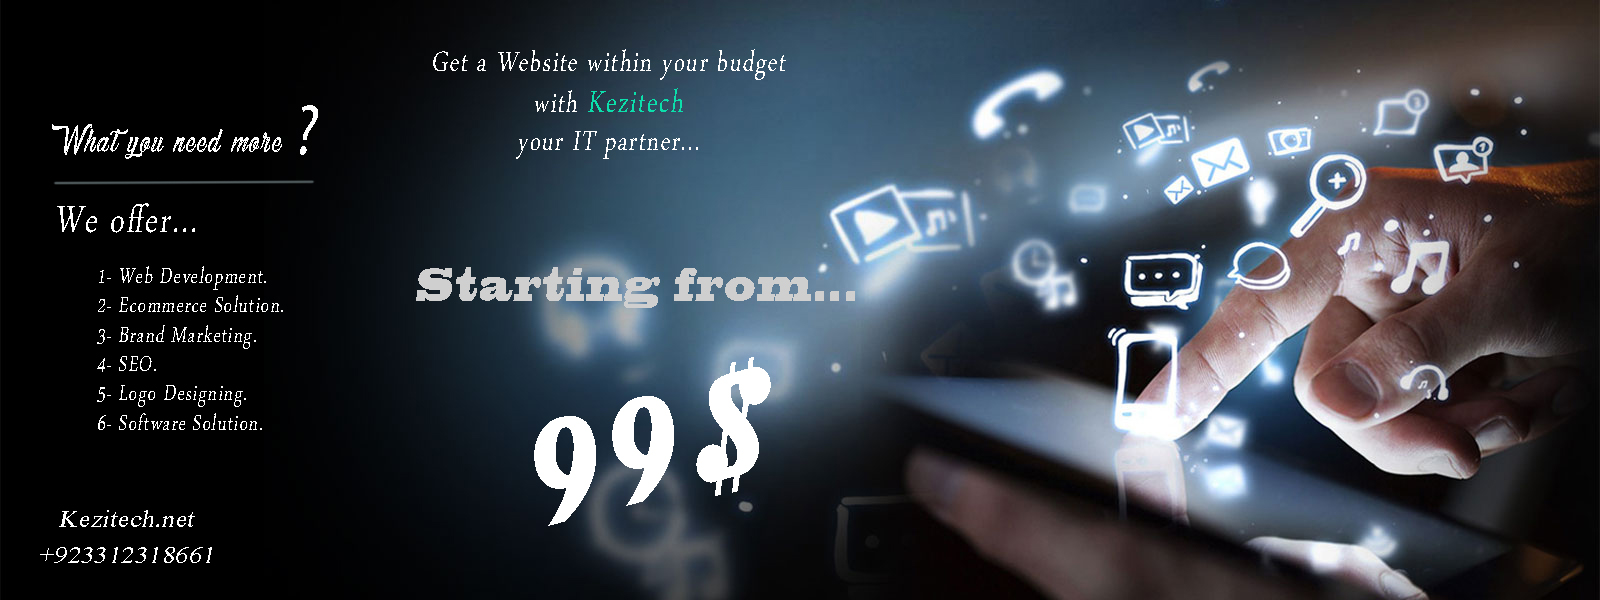 What you need more ?
We offer...
1- Web Development.
2- Ecommerce Solution.
3- Brand Marketing.
4- SEO.
5- Logo Designing.
6- Software Solution.
Kezitech.net
+923312318661
Get a Website within your budget
with Kezitech
your IT partner...
Starting from...
99$
3
1